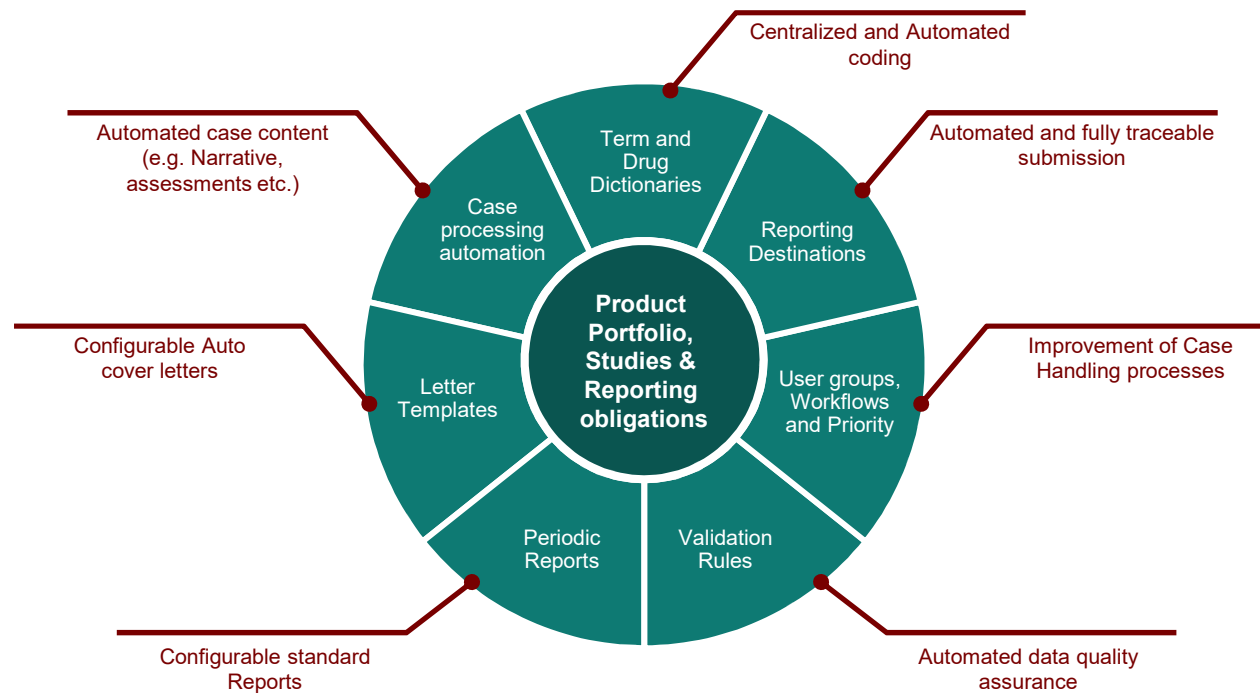 Centralized and Automated
coding
Automated case content
(e.g. Narrative,
assessments etc.)
Automated and fully traceable
submission
Term and
Drug
Dictionaries
Case
processing
automation
Reporting
Destinations
Product
Portfolio,
Studies &
Reporting
obligations
Configurable Auto
cover letters
Improvement of Case
Handling processes
Letter
Templates
User groups,
Workflows
and Priority
Periodic
Reports
Validation
Rules
Configurable standard
Reports
Automated data quality
assurance